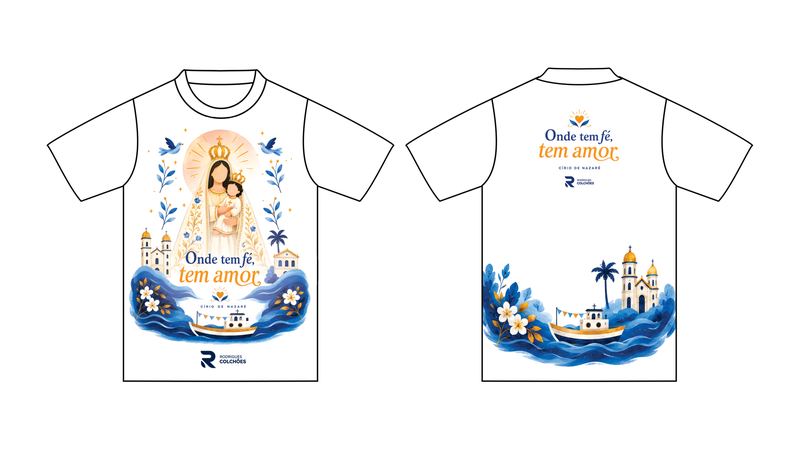 Onde tem fé,
tem amor
CÍRIO DE NAZARÉ
R RODRIGUES
COLCHÕES
Onde tem fé,
tem amor
CÍRIO DE NAZARÉ
R RODRIGUES
COLCHÕES